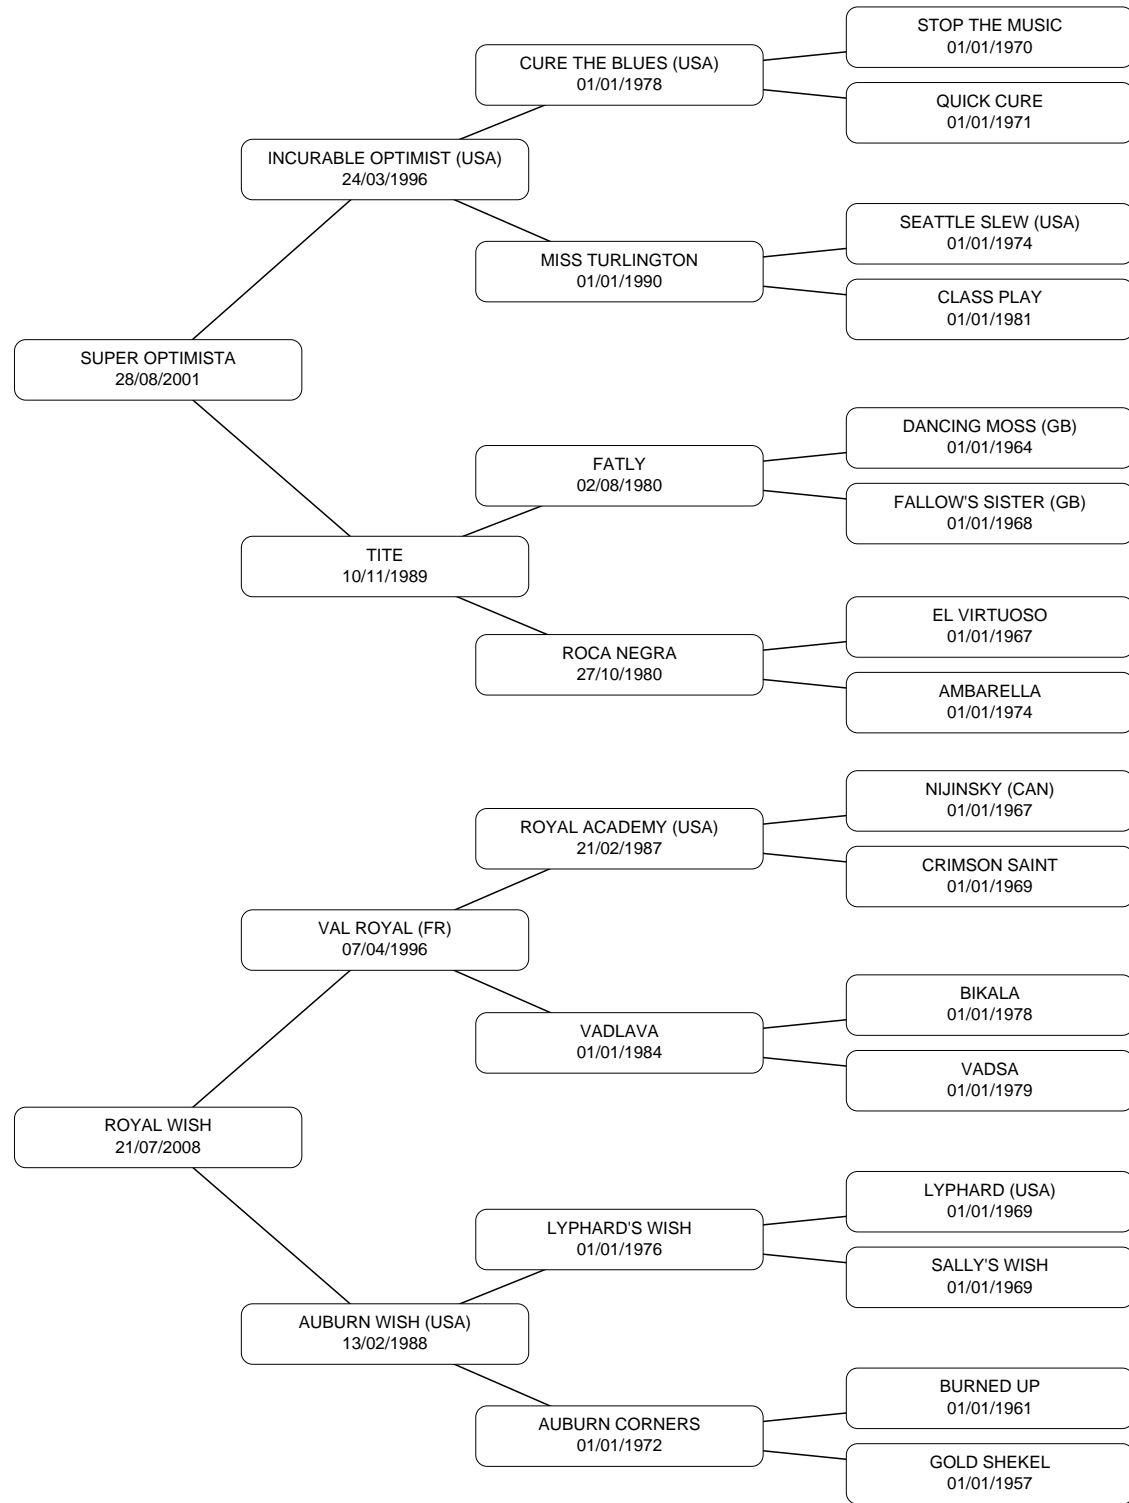 STOP THE MUSIC
01/01/1970
CURE THE BLUES (USA)
01/01/1978
QUICK CURE
01/01/1971
INCURABLE OPTIMIST (USA)
24/03/1996
SEATTLE SLEW (USA)
01/01/1974
MISS TURLINGTON
01/01/1990
CLASS PLAY
01/01/1981
SUPER OPTIMISTA
28/08/2001
DANCING MOSS (GB)
01/01/1964
FATLY
02/08/1980
FALLOW'S SISTER (GB)
01/01/1968
TITE
10/11/1989
EL VIRTUOSO
01/01/1967
ROCA NEGRA
27/10/1980
AMBARELLA
01/01/1974
NIJINSKY (CAN)
01/01/1967
ROYAL ACADEMY (USA)
21/02/1987
CRIMSON SAINT
01/01/1969
VAL ROYAL (FR)
07/04/1996
BIKALA
01/01/1978
VADLAVA
01/01/1984
VADSA
01/01/1979
ROYAL WISH
21/07/2008
LYPHARD (USA)
01/01/1969
LYPHARD'S WISH
01/01/1976
SALLY'S WISH
01/01/1969
AUBURN WISH (USA)
13/02/1988
BURNED UP
01/01/1961
AUBURN CORNERS
01/01/1972
GOLD SHEKEL
01/01/1957